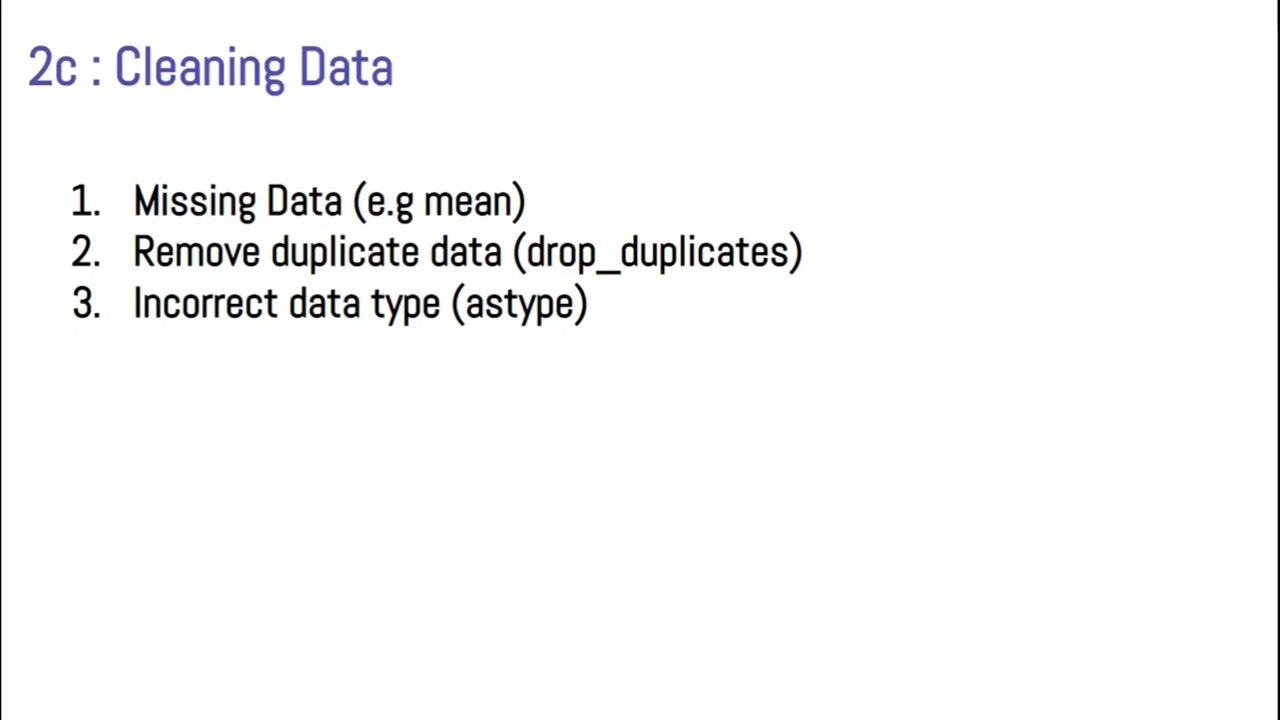 2c : Cleaning Data
1. Missing Data (e.g mean)
2. Remove duplicate data (drop_duplicates)
3. Incorrect data type (astype)